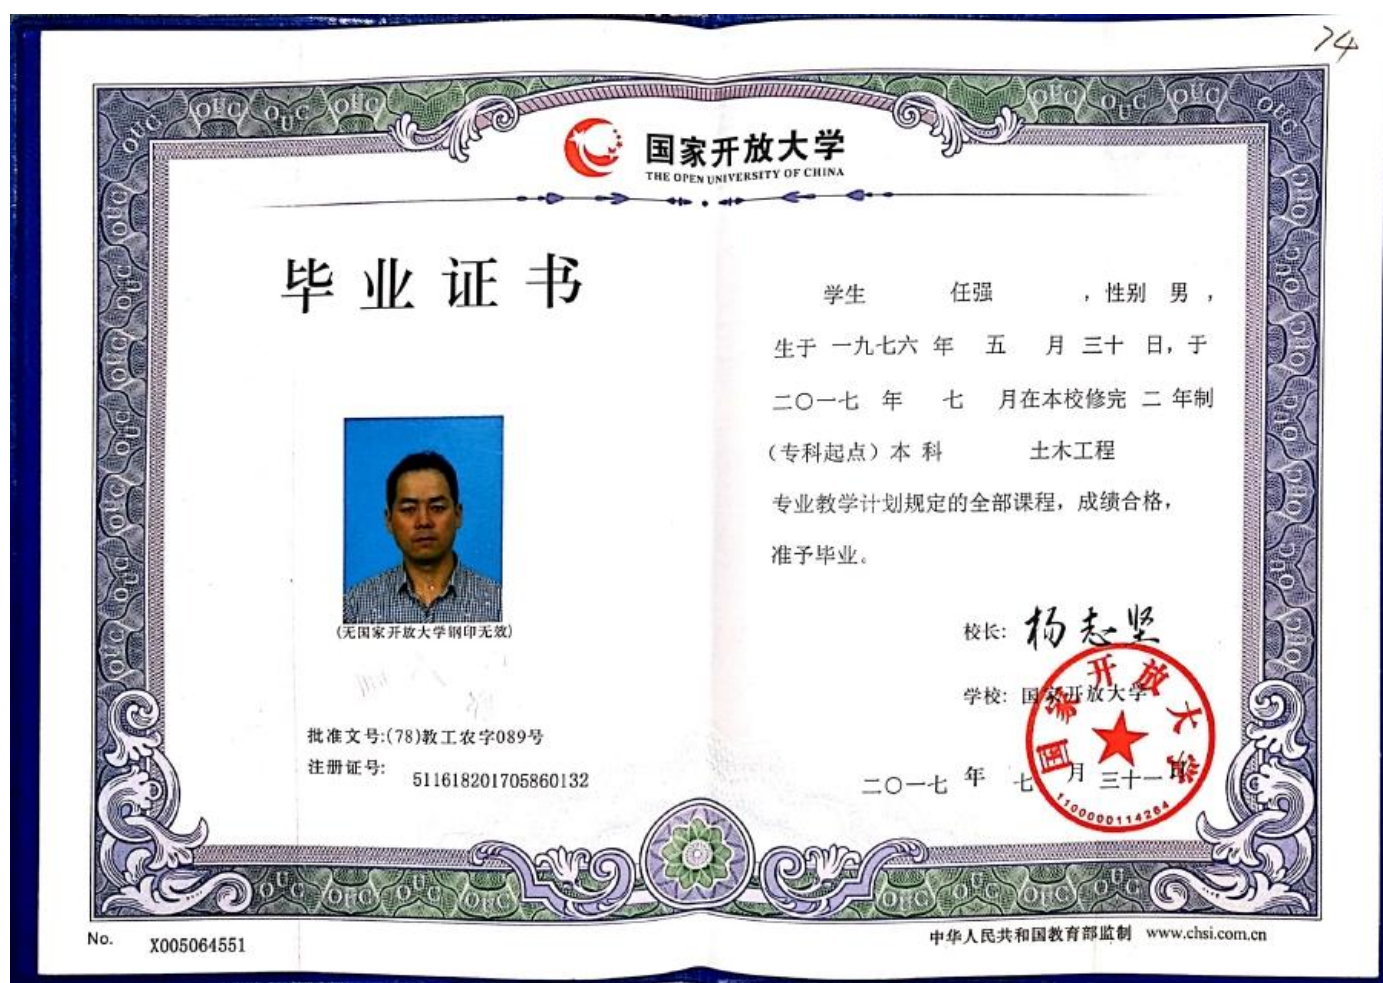 74
国家开放大学
THE OPEN UNIVERSITY OF CHINA
毕业证书
(无国家开放大学钢印无效)
批准文号:(78)教工农字089号
注册证号: 511618201705860132
No. X005064551
学生 任强 ，性别 男 ，
生于 一九七六 年 五 月 三十 日，于
二〇一七 年 七 月在本校修完 二 年制
（专科起点）本 科 土木工程
专业教学计划规定的全部课程，成绩合格，
准予毕业。
校长: 杨志坚
学校: 国家开放大学
二〇一七 年 七 月 三十一 日
国家开放大学
1100000114264
中华人民共和国教育部监制 www.chsi.com.cn